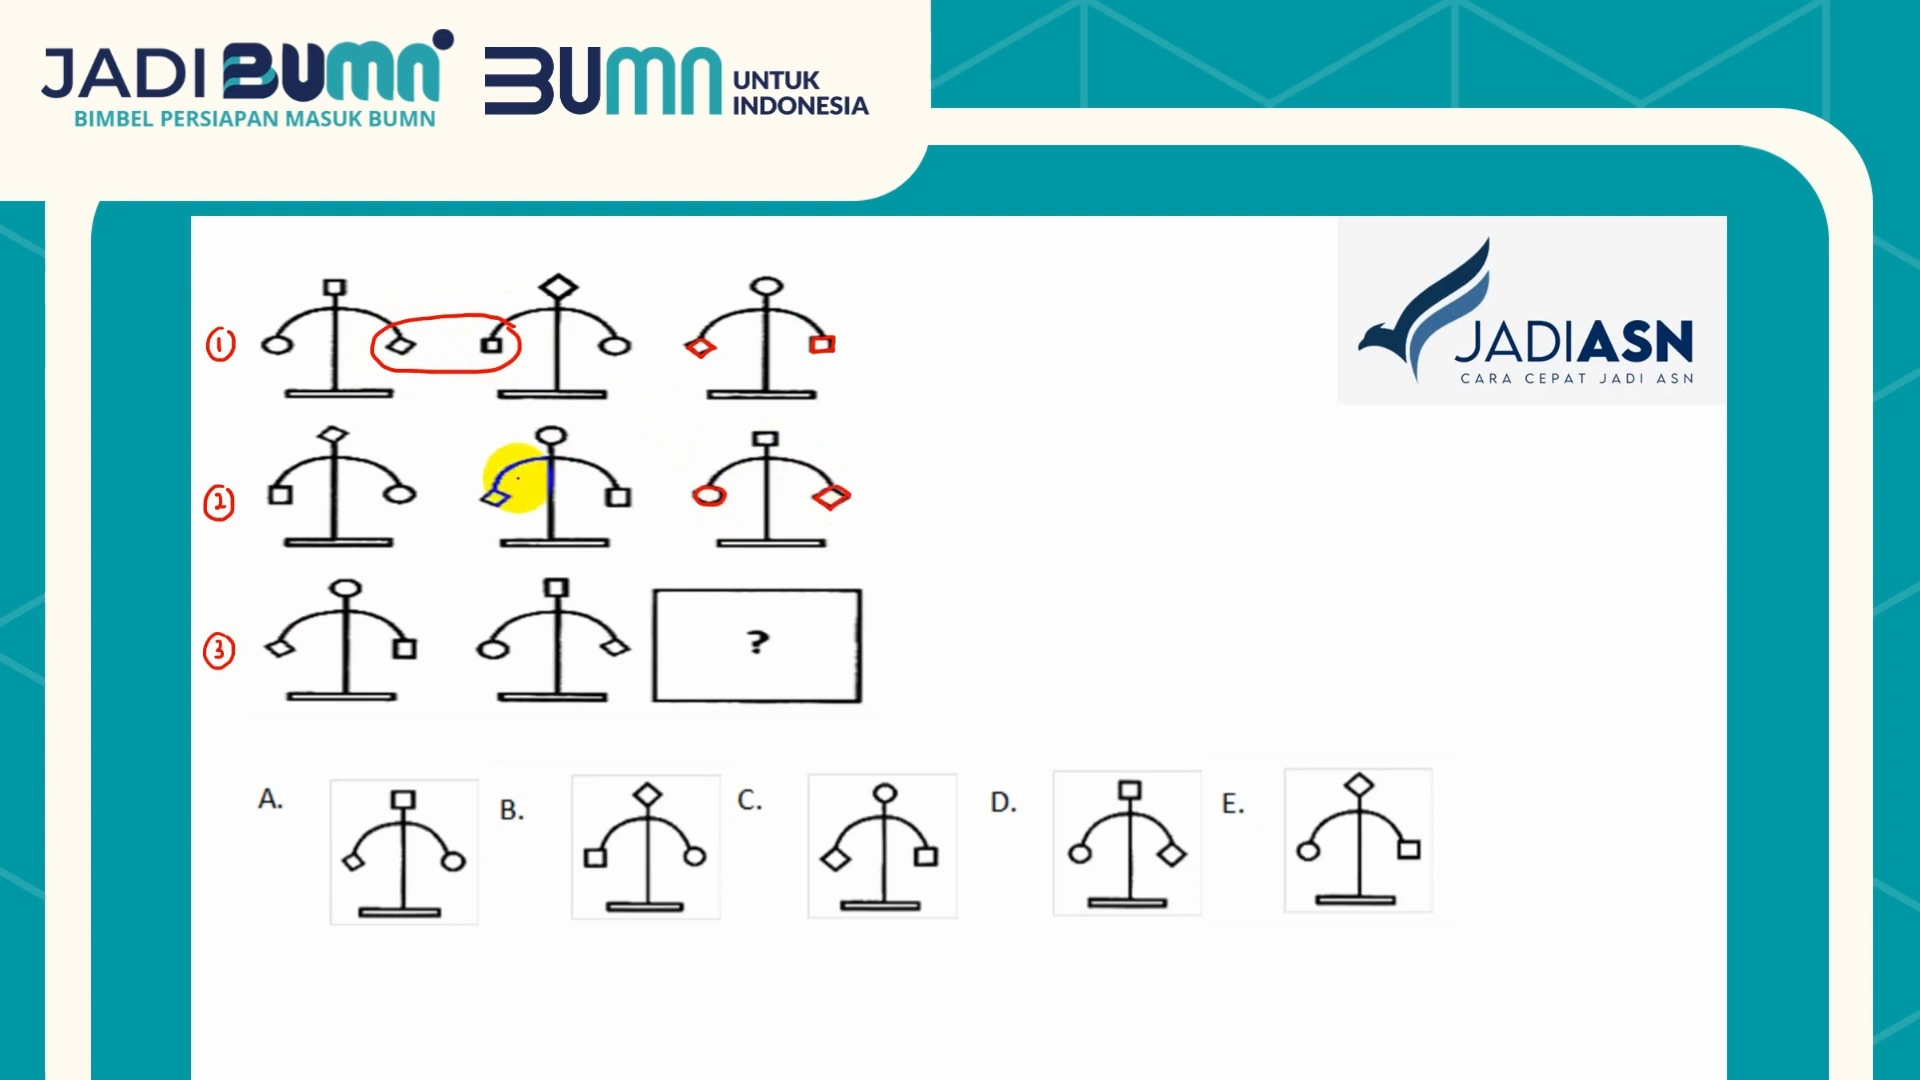 JADI BUMN
BIMBEL PERSIAPAN MASUK BUMN
BUMN UNTUK
INDONESIA
JADIASN
CARA CEPAT JADI ASN
1
2
3
?
A.
B.
C.
D.
E.